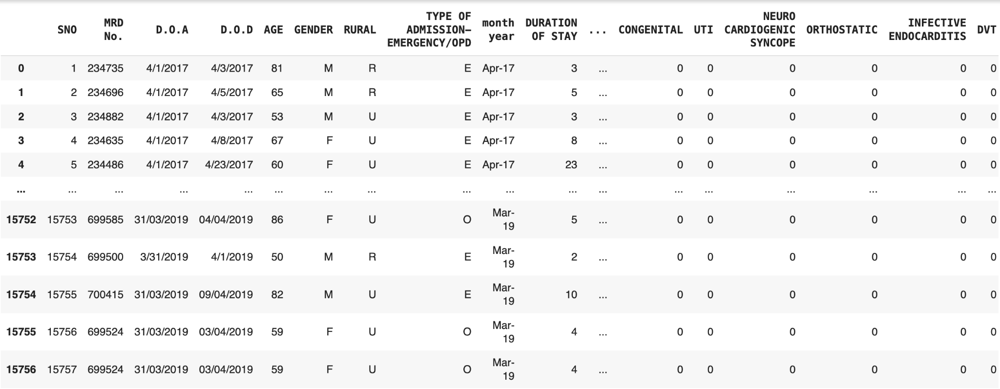 SNO MRD No. D.O.A D.O.D AGE GENDER RURAL TYPE OF ADMISSION-EMERGENCY/OPD month year DURATION OF STAY ... CONGENITAL UTI NEURO CARDIOGENIC SYNCOPE ORTHOSTATIC INFECTIVE ENDOCARDITIS DVT
0 1 234735 4/1/2017 4/3/2017 81 M R E Apr-17 3 ... 0 0 0 0 0 0
1 2 234696 4/1/2017 4/5/2017 65 M R E Apr-17 5 ... 0 0 0 0 0 0
2 3 234882 4/1/2017 4/3/2017 53 M U E Apr-17 3 ... 0 0 0 0 0 0
3 4 234635 4/1/2017 4/8/2017 67 F U E Apr-17 8 ... 0 0 0 0 0 0
4 5 234486 4/1/2017 4/23/2017 60 F U E Apr-17 23 ... 0 0 0 0 0 0
... ... ... ... ... ... ... ... ... ... ... ... ... ... ... ... ... ...
15752 15753 699585 31/03/2019 04/04/2019 86 F U O Mar-19 5 ... 0 0 0 0 0 0
15753 15754 699500 3/31/2019 4/1/2019 50 M R E Mar-19 2 ... 0 0 0 0 0 0
15754 15755 700415 31/03/2019 09/04/2019 82 M U E Mar-19 10 ... 0 0 0 0 0 0
15755 15756 699524 31/03/2019 03/04/2019 59 F U O Mar-19 4 ... 0 0 0 0 0 0
15756 15757 699524 31/03/2019 03/04/2019 59 F U O Mar-19 4 ... 0 0 0 0 0 0